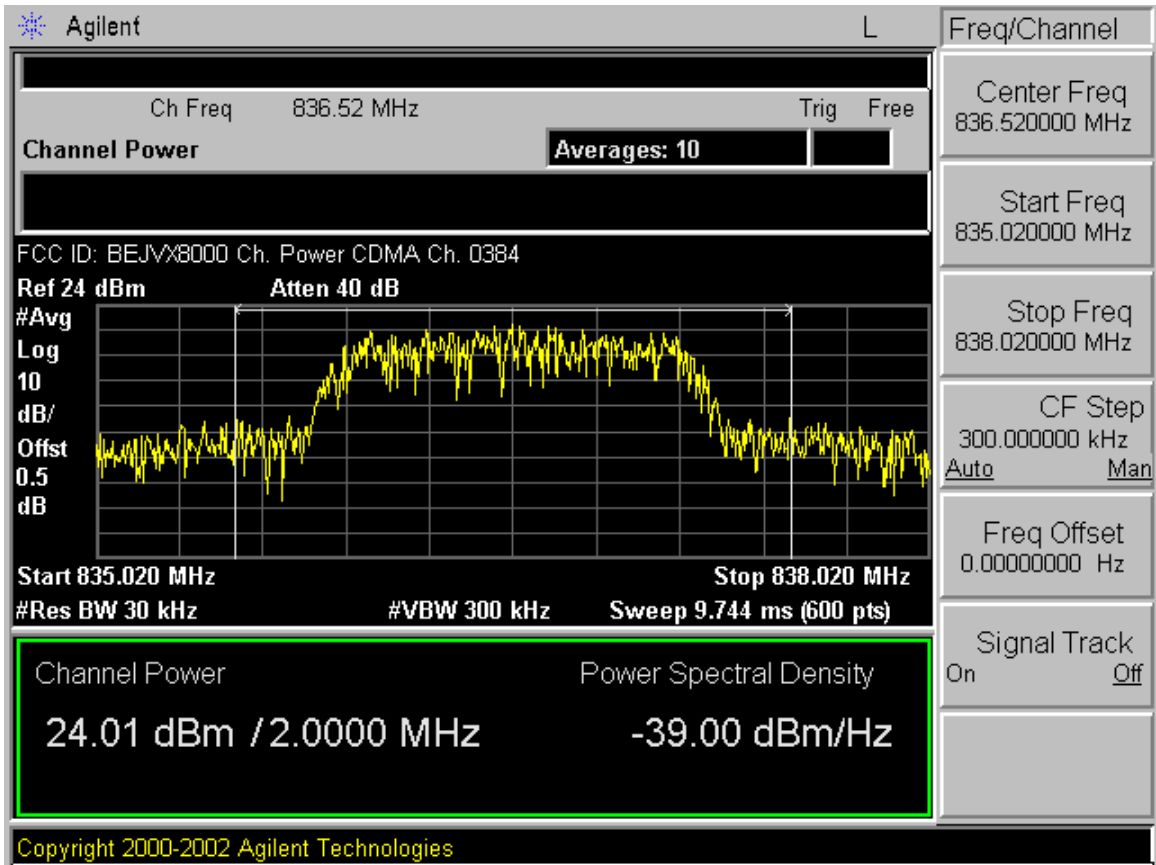 Agilent L
Freq/Channel
Ch Freq 836.52 MHz Trig Free
Channel Power Averages: 10
FCC ID: BEJVX8000 Ch. Power CDMA Ch. 0384
Ref 24 dBm Atten 40 dB
#Avg
Log
10
dB/
Offst
0.5
dB
Start 835.020 MHz Stop 838.020 MHz
#Res BW 30 kHz #VBW 300 kHz Sweep 9.744 ms (600 pts)
Channel Power Power Spectral Density
24.01 dBm / 2.0000 MHz -39.00 dBm/Hz
Copyright 2000-2002 Agilent Technologies
Center Freq
836.520000 MHz
Start Freq
835.020000 MHz
Stop Freq
838.020000 MHz
CF Step
300.000000 kHz
Auto Man
Freq Offset
0.00000000 Hz
Signal Track
On Off